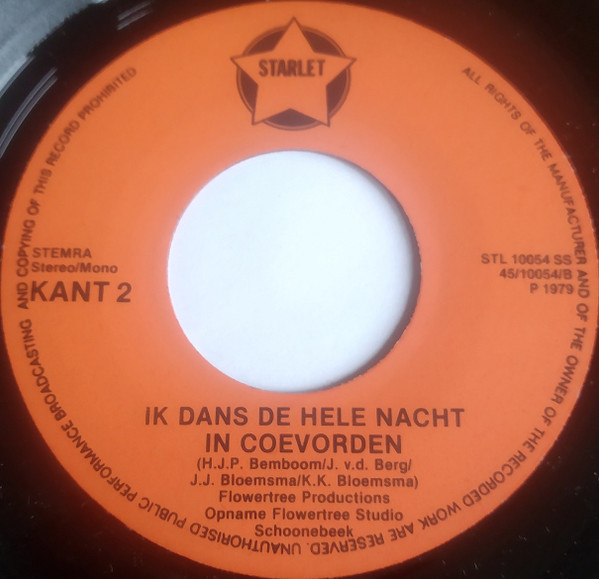 STARLET
ALL RIGHTS OF THE MANUFACTURER AND OF THE OWNER OF THE RECORDED WORK ARE RESERVED. UNAUTHORISED PUBLIC PERFORMANCE BROADCASTING AND COPYING OF THIS RECORD PROHIBITED
STEMRA
Stereo/Mono
KANT 2
STL 10054 SS
45/10054/B
P 1979
IK DANS DE HELE NACHT
IN COEVORDEN
(H.J.P. Bemboom/J. v.d. Berg/
J.J. Bloemsma/K.K. Bloemsma)
Flowertree Productions
Opname Flowertree Studio
Schoonebeek